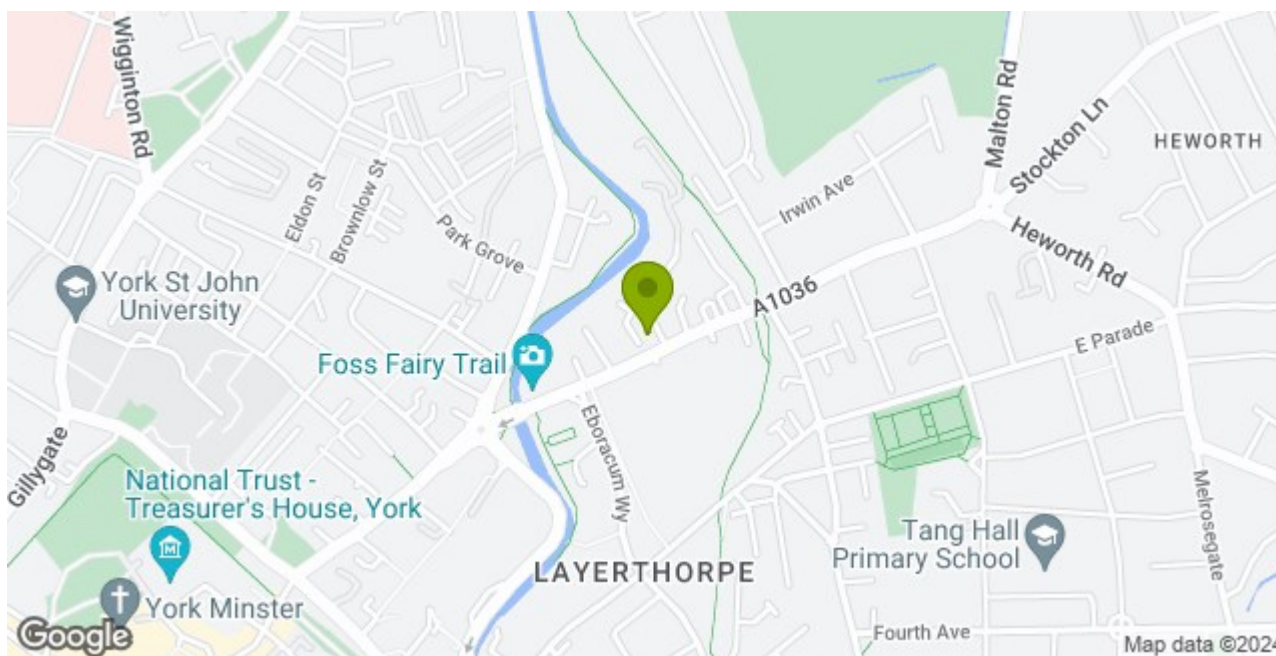 Wigginton Rd
Eldon St
Brownlow St
Park Grove
Malton Rd
Stockton Ln
HEWORTH
Irwin Ave
Heworth Rd
York St John
University
A1036
E Parade
Foss Fairy Trail
Eboracum Wy
Gillygate
National Trust -
Treasurer's House, York
Melrosegate
Tang Hall
Primary School
LAYERTHORPE
York Minster
Fourth Ave
Google
Map data ©2024